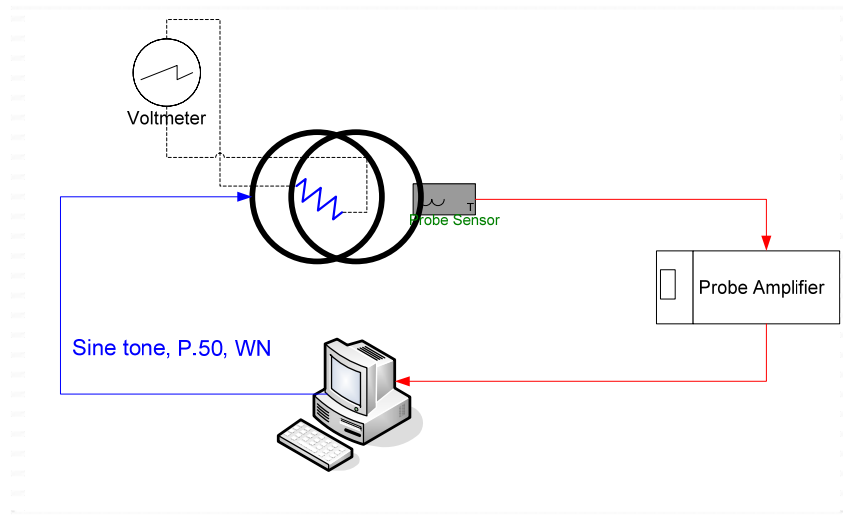 Voltmeter
T
Probe Sensor
Probe Amplifier
Sine tone, P.50, WN